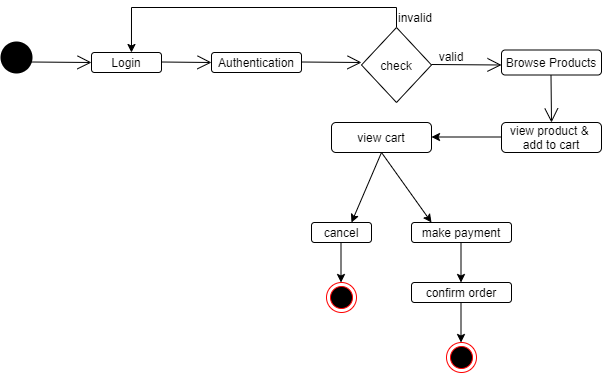 invalid
Login
Authentication
check
valid
Browse Products
view product &
add to cart
view cart
cancel
make payment
confirm order